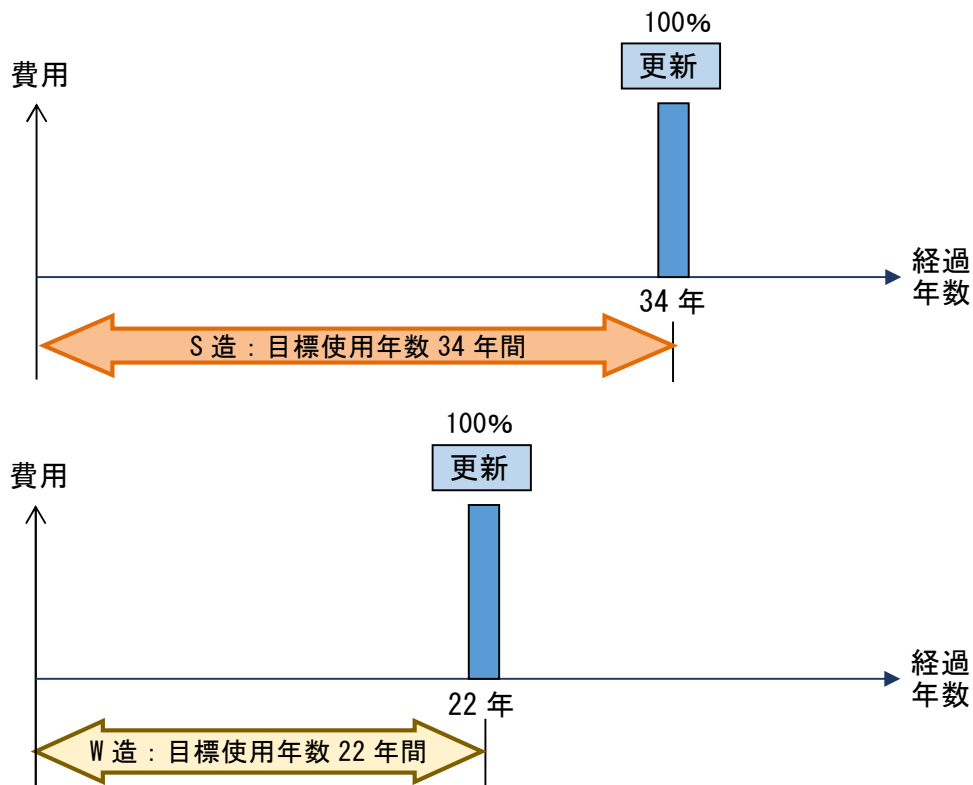 100%
更新
費用
経過
年数
34 年
S 造：目標使用年数 34 年間
100%
更新
費用
経過
年数
22 年
W 造：目標使用年数 22 年間